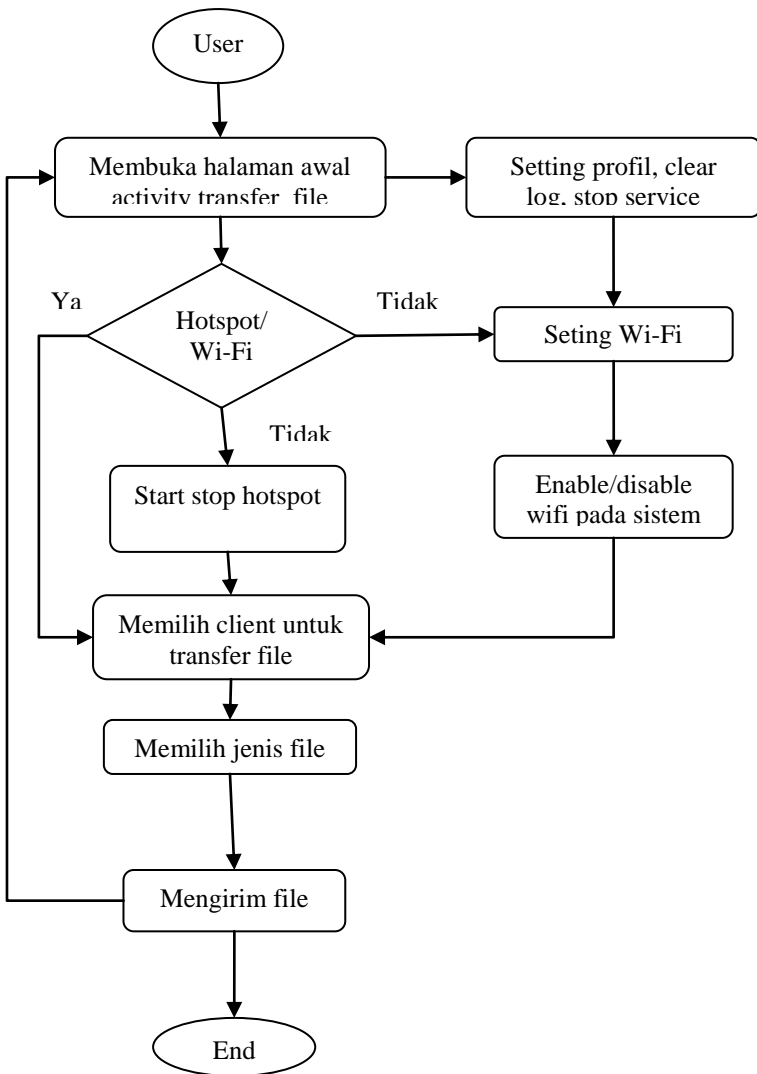 User
Membuka halaman awal
activity transfer file
Setting profil, clear
log, stop service
Ya
Tidak
Hotspot/
Wi-Fi
Seting Wi-Fi
Tidak
Start stop hotspot
Enable/disable
wifi pada sistem
Memilih client untuk
transfer file
Memilih jenis file
Mengirim file
End